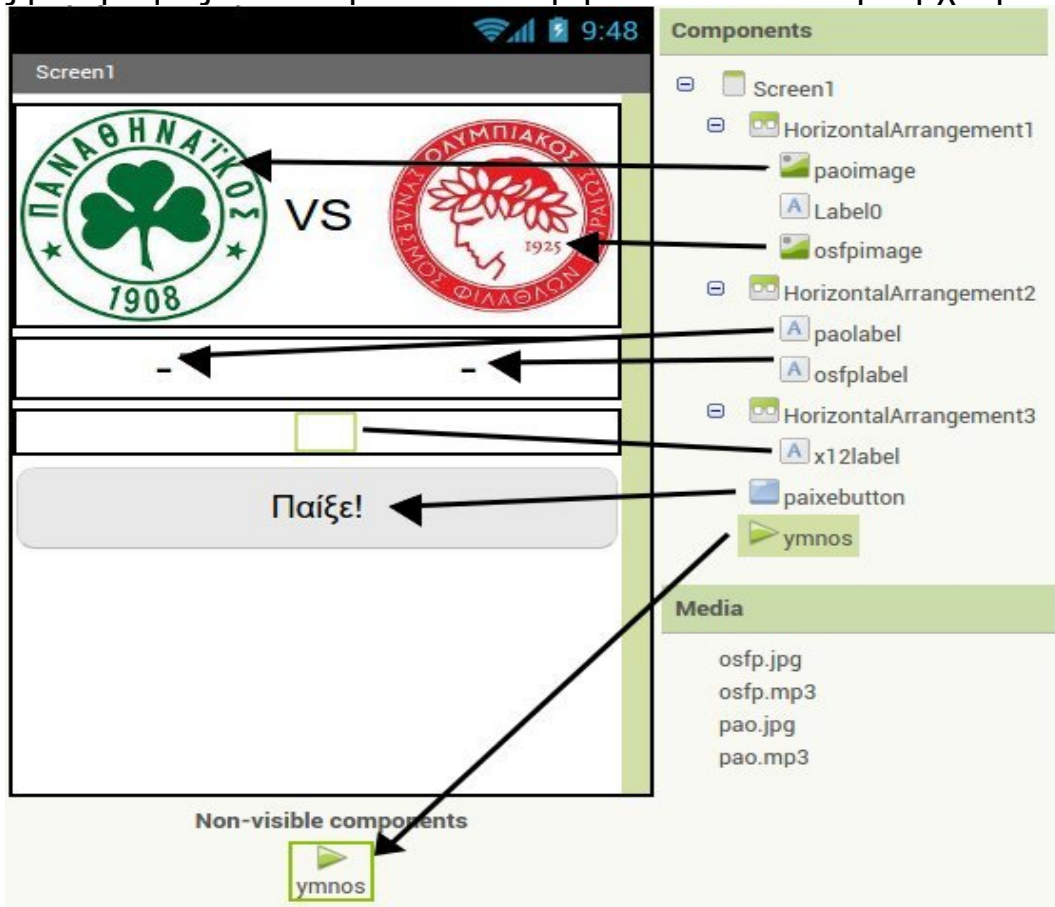 9:48
Screen1
ΠΑΝΑΘΗΝΑΪΚΟΣ
1908
VS
ΟΛΥΜΠΙΑΚΟΣ ΣΥΝΔΕΣΜΟΣ ΦΙΛΑΘΛΩΝ ΠΕΙΡΑΙΩΣ
1925
-
-
Παίξε!
Non-visible components
ymnos
Components
Screen1
HorizontalArrangement1
paoimage
A Label0
osfpimage
HorizontalArrangement2
A paolabel
A osfplabel
HorizontalArrangement3
A x12label
paixebutton
ymnos
Media
osfp.jpg
osfp.mp3
pao.jpg
pao.mp3